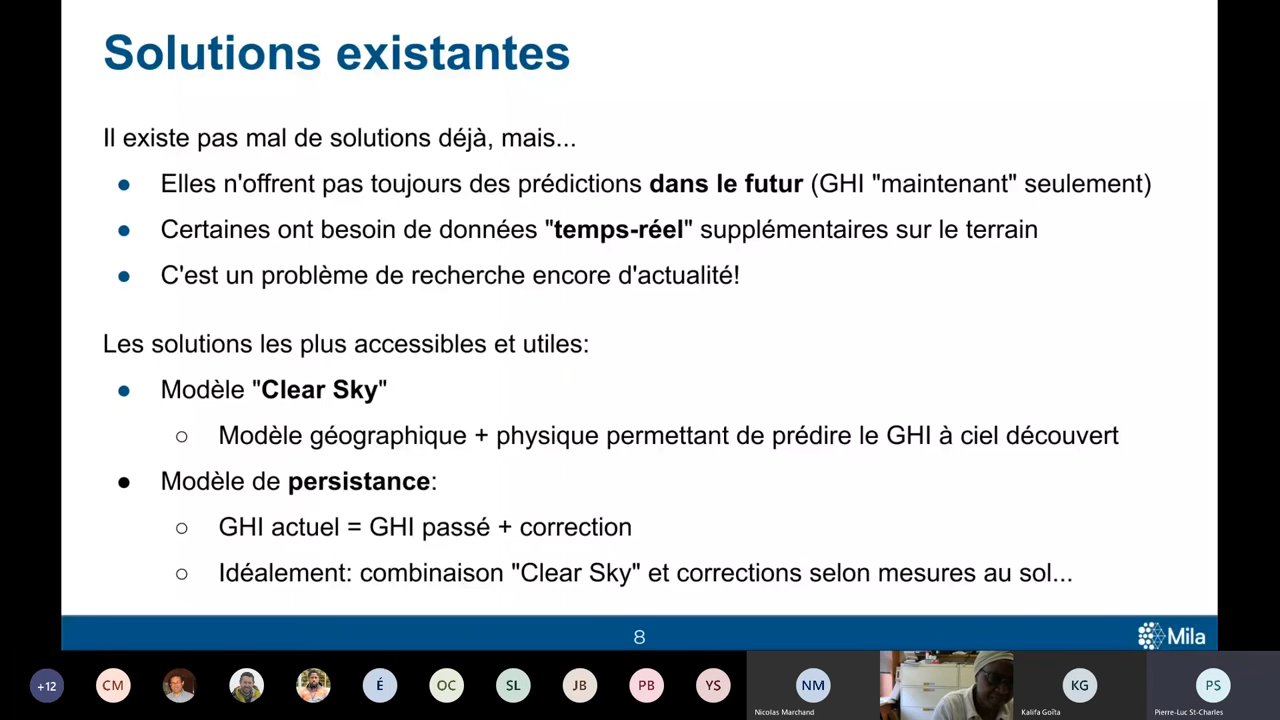 Solutions existantes
Il existe pas mal de solutions déjà, mais...
● Elles n'offrent pas toujours des prédictions dans le futur (GHI "maintenant" seulement)
● Certaines ont besoin de données "temps-réel" supplémentaires sur le terrain
● C'est un problème de recherche encore d'actualité!
Les solutions les plus accessibles et utiles:
● Modèle "Clear Sky"
○ Modèle géographique + physique permettant de prédire le GHI à ciel découvert
● Modèle de persistance:
○ GHI actuel = GHI passé + correction
○ Idéalement: combinaison "Clear Sky" et corrections selon mesures au sol...
8
Mila
+12 CM É OC SL JB PB YS NM KG PS
Nicolas Marchand Kalifa Goïta Pierre-Luc St-Charles